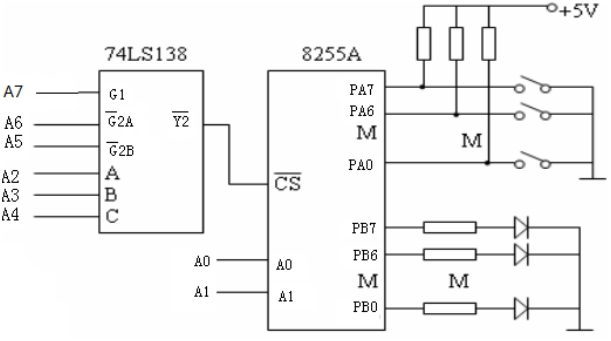 +5V
74LS138
8255A
A7
G1
PA7
A6
G2A
Y2
PA6
M
A5
G2B
M
A2
A
PA0
A3
B
CS
A4
C
PB7
A0
A0
PB6
M
M
A1
A1
PB0